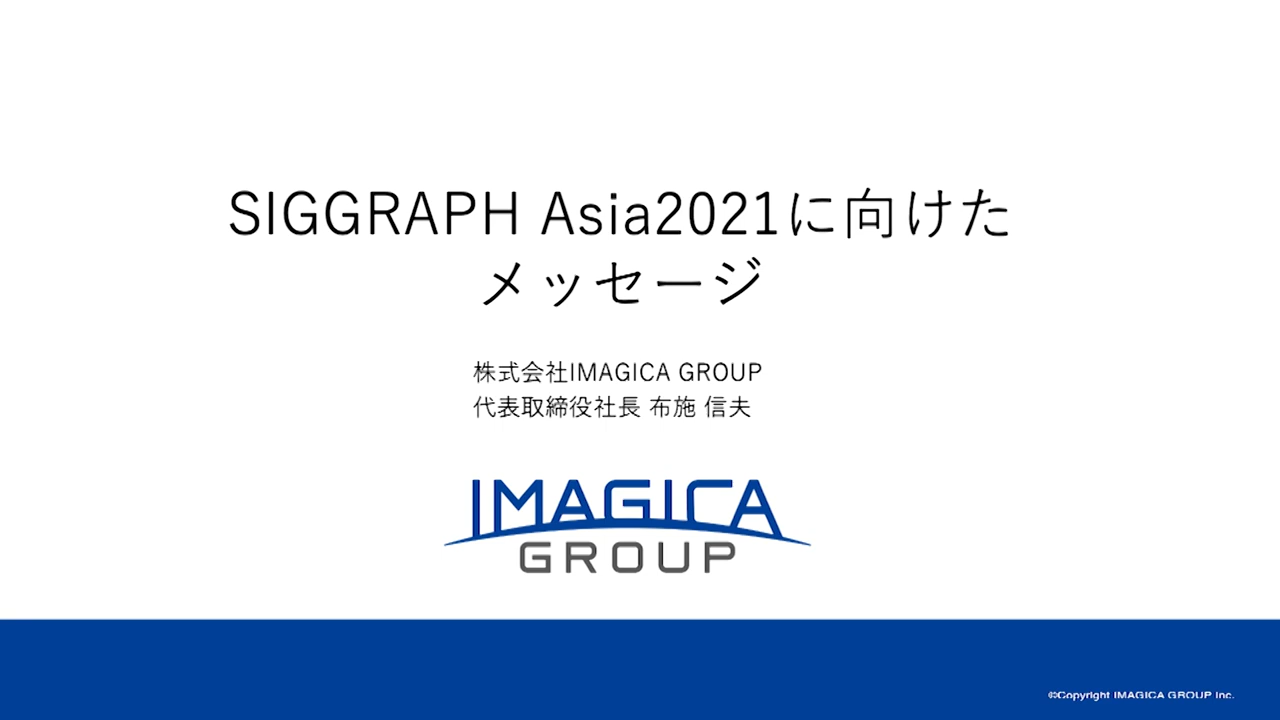 SIGGRAPH Asia2021に向けた
メッセージ
株式会社IMAGICA GROUP
代表取締役社長 布施 信夫
IMAGICA
GROUP
©Copyright IMAGICA GROUP Inc.